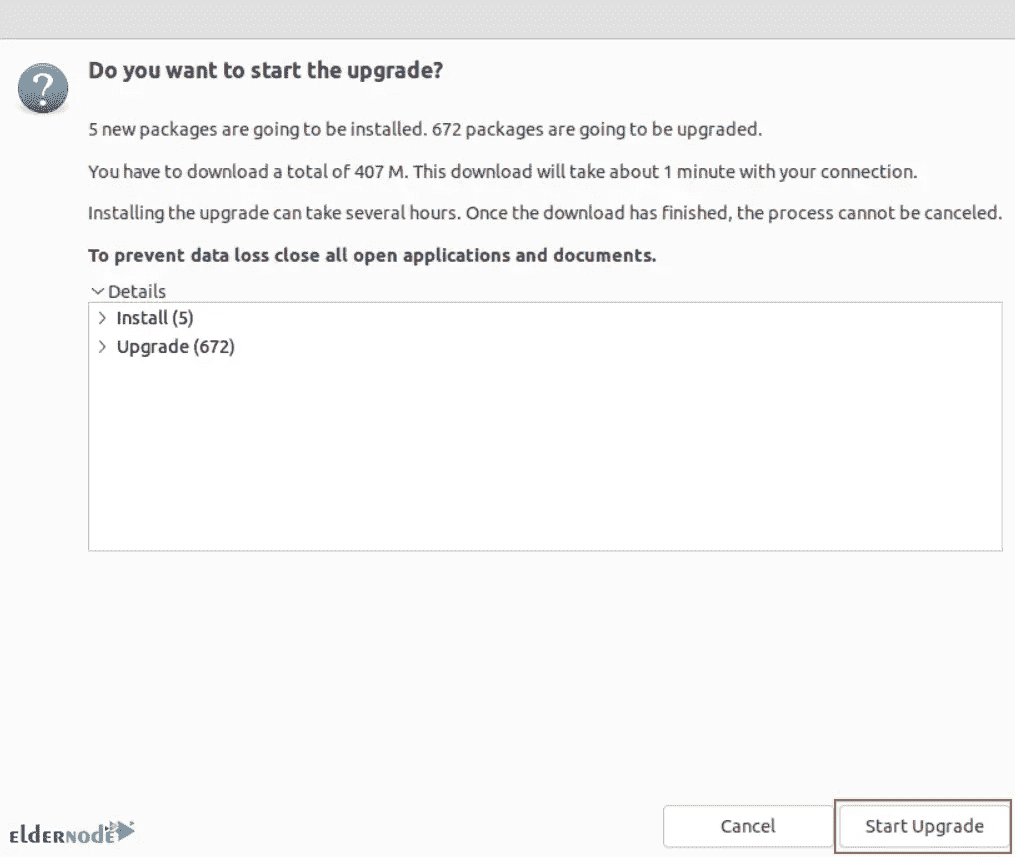 Do you want to start the upgrade?
5 new packages are going to be installed. 672 packages are going to be upgraded.
You have to download a total of 407 M. This download will take about 1 minute with your connection.
Installing the upgrade can take several hours. Once the download has finished, the process cannot be canceled.
To prevent data loss close all open applications and documents.
Details
Install (5)
Upgrade (672)
Cancel
Start Upgrade
eldernode